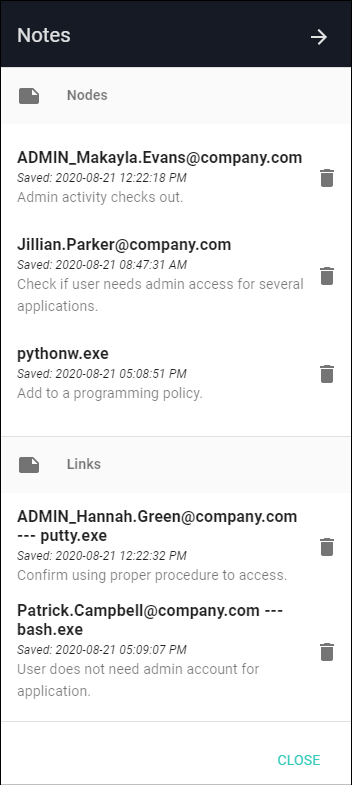 Notes
Nodes
ADMIN_Makayla.Evans@company.com
Saved: 2020-08-21 12:22:18 PM
Admin activity checks out.
Jillian.Parker@company.com
Saved: 2020-08-21 08:47:31 AM
Check if user needs admin access for several
applications.
pythonw.exe
Saved: 2020-08-21 05:08:51 PM
Add to a programming policy.
Links
ADMIN_Hannah.Green@company.com
--- putty.exe
Saved: 2020-08-21 12:22:32 PM
Confirm using proper procedure to access.
Patrick.Campbell@company.com ---
bash.exe
Saved: 2020-08-21 05:09:07 PM
User does not need admin account for
application.
CLOSE